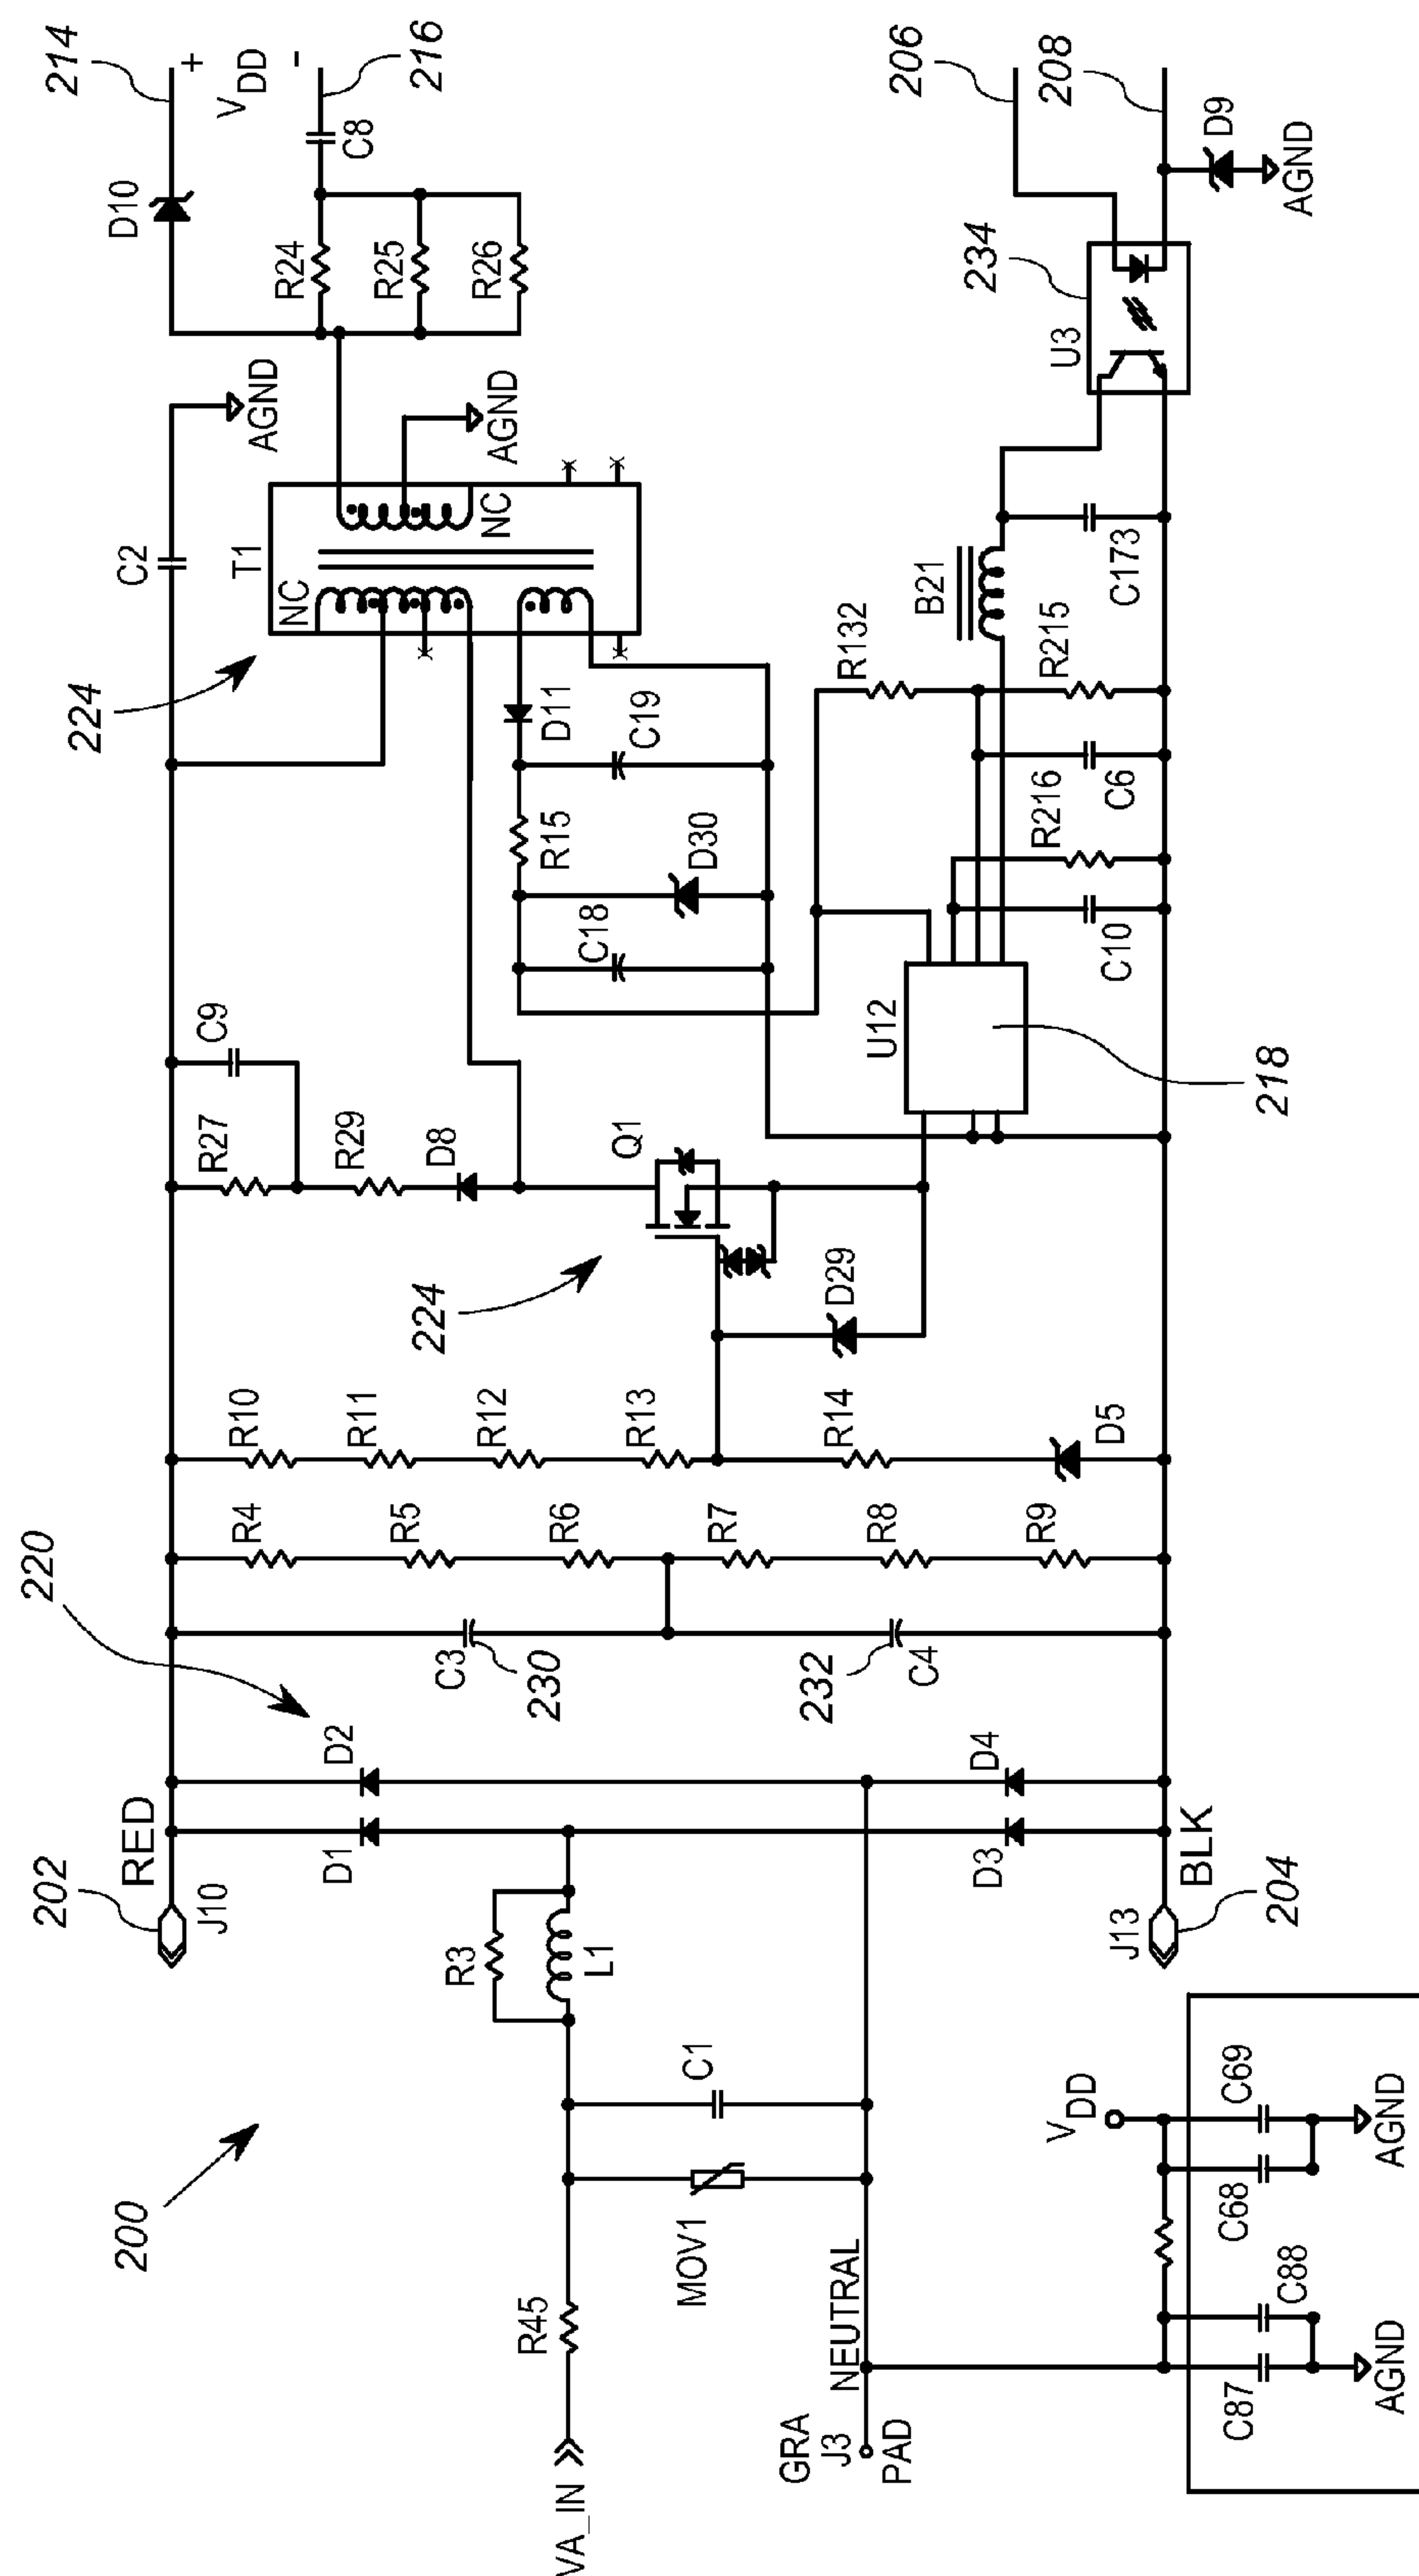 200
VA_IN
R45
MOV1
C1
R3
L1
GRA
J3
PAD
NEUTRAL
C87
C88
C68
C69
V DD
AGND
AGND
202
RED
J10
204
J13
BLK
D1
D2
D3
D4
220
C3
230
232
C4
R4
R5
R6
R7
R8
R9
R10
R11
R12
R13
R14
D5
224
D29
Q1
R27
C9
R29
D8
U12
218
C18
D30
R15
C19
D11
C10
R216
C6
R132
R215
B21
C173
224
T1
NC
NC
C2
AGND
AGND
R24
R25
R26
D10
C8
214
+
V DD
-
216
U3
234
206
208
D9
AGND